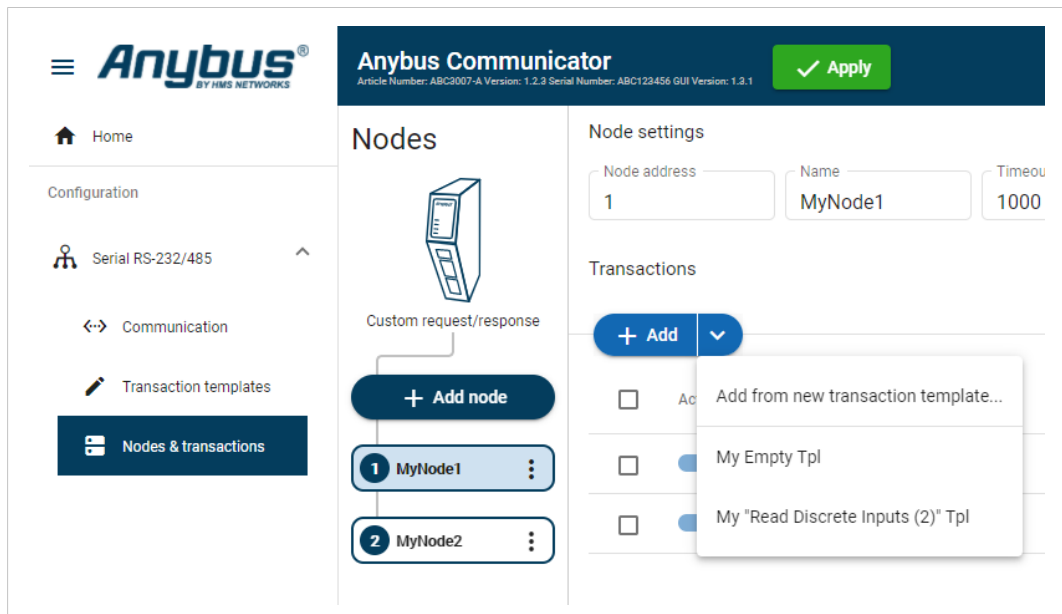 Anybus®
BY HMS NETWORKS
Anybus Communicator
Article Number: ABC3007-A Version: 1.2.3 Serial Number: ABC123456 GUI Version: 1.3.1
Apply
Home
Configuration
Serial RS-232/485
Communication
Transaction templates
Nodes & transactions
Nodes
Anybus
Custom request/response
+ Add node
1 MyNode1
2 MyNode2
Node settings
Node address
1
Name
MyNode1
Timeou
1000
Transactions
+ Add
Ac
Add from new transaction template...
My Empty Tpl
My "Read Discrete Inputs (2)" Tpl